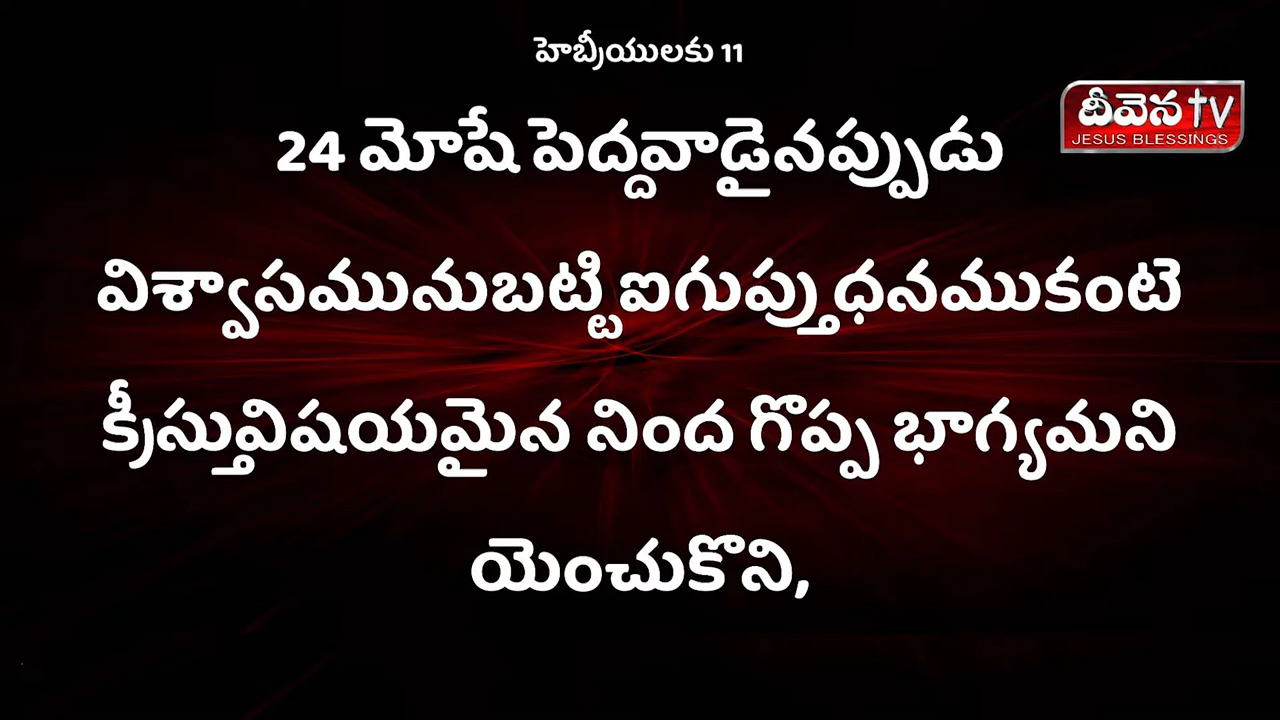 హెబ్రీయులకు 11
దీవెన TV
JESUS BLESSINGS
24 మోషే పెద్దవాడైనప్పుడు
విశ్వాసమునుబట్టి ఐగుప్తుధనముకంటె
క్రీస్తువిషయమైన నింద గొప్ప భాగ్యమని
యెంచుకొని,